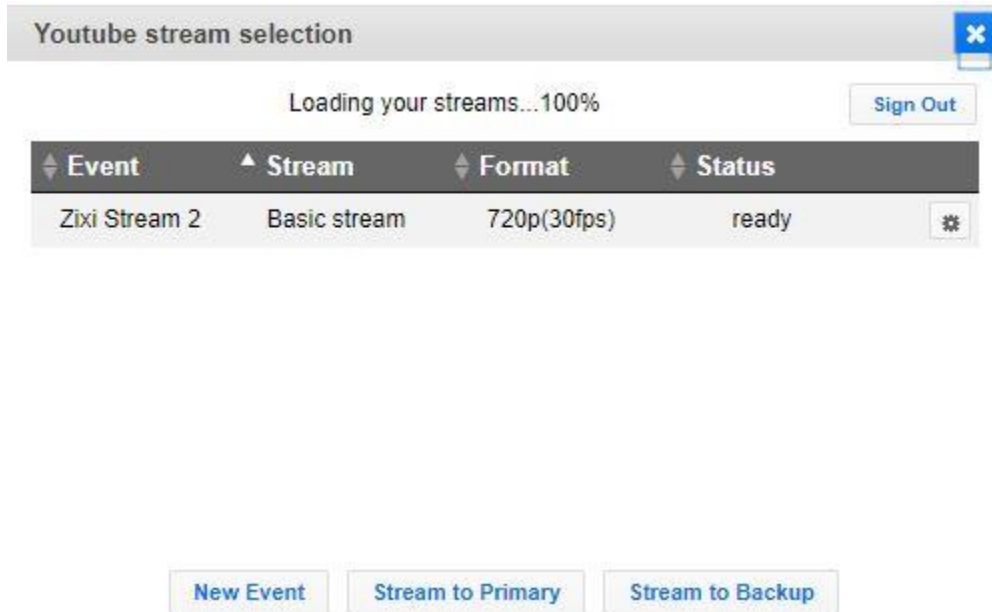 Youtube stream selection
Loading your streams...100%
Sign Out
Event Stream Format Status
Zixi Stream 2 Basic stream 720p(30fps) ready
New Event Stream to Primary Stream to Backup